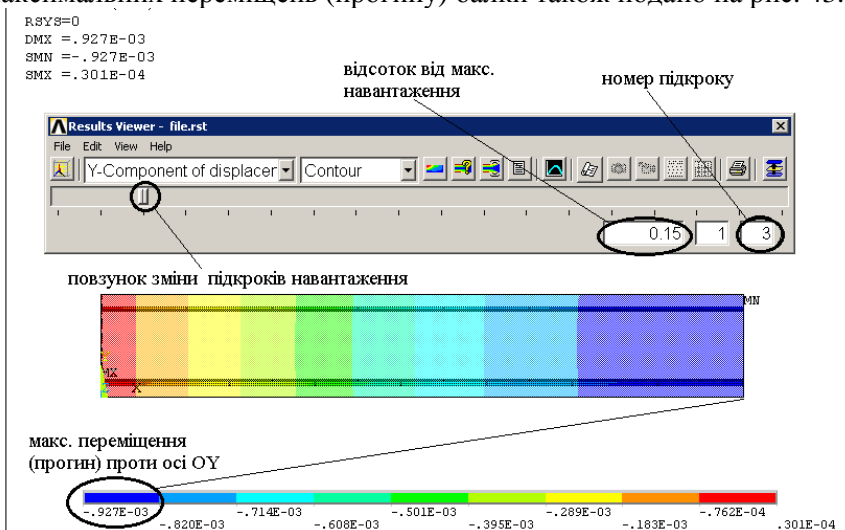 аксимальних переміщень (прогину) балки також подано на рис. 43.
RSYS=0
DMX =.927E-03
SMN =-.927E-03
SMX =.301E-04
відсоток від макс.
навантаження
номер підкроку
Results Viewer - file.rst
File Edit View Help
Y-Component of displacer Contour
0.15 1 3
повзунок зміни підкроків навантаження
MN
MX
X
макс. переміщення
(прогин) проти осі OY
-.927E-03 -.714E-03 -.501E-03 -.289E-03 -.762E-04
-.820E-03 -.608E-03 -.395E-03 -.183E-03 .301E-04